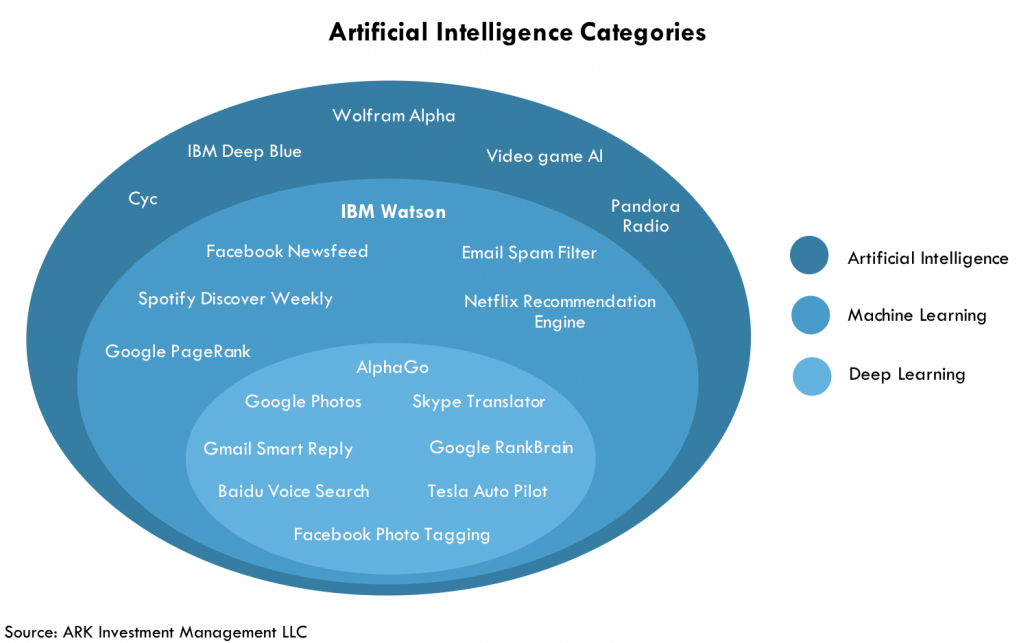 Artificial Intelligence Categories
Wolfram Alpha
IBM Deep Blue
Video game AI
Cyc
Pandora
Radio
IBM Watson
Facebook Newsfeed
Email Spam Filter
Spotify Discover Weekly
Netflix Recommendation
Engine
Google PageRank
AlphaGo
Google Photos
Skype Translator
Gmail Smart Reply
Google RankBrain
Baidu Voice Search
Tesla Auto Pilot
Facebook Photo Tagging
Artificial Intelligence
Machine Learning
Deep Learning
Source: ARK Investment Management LLC